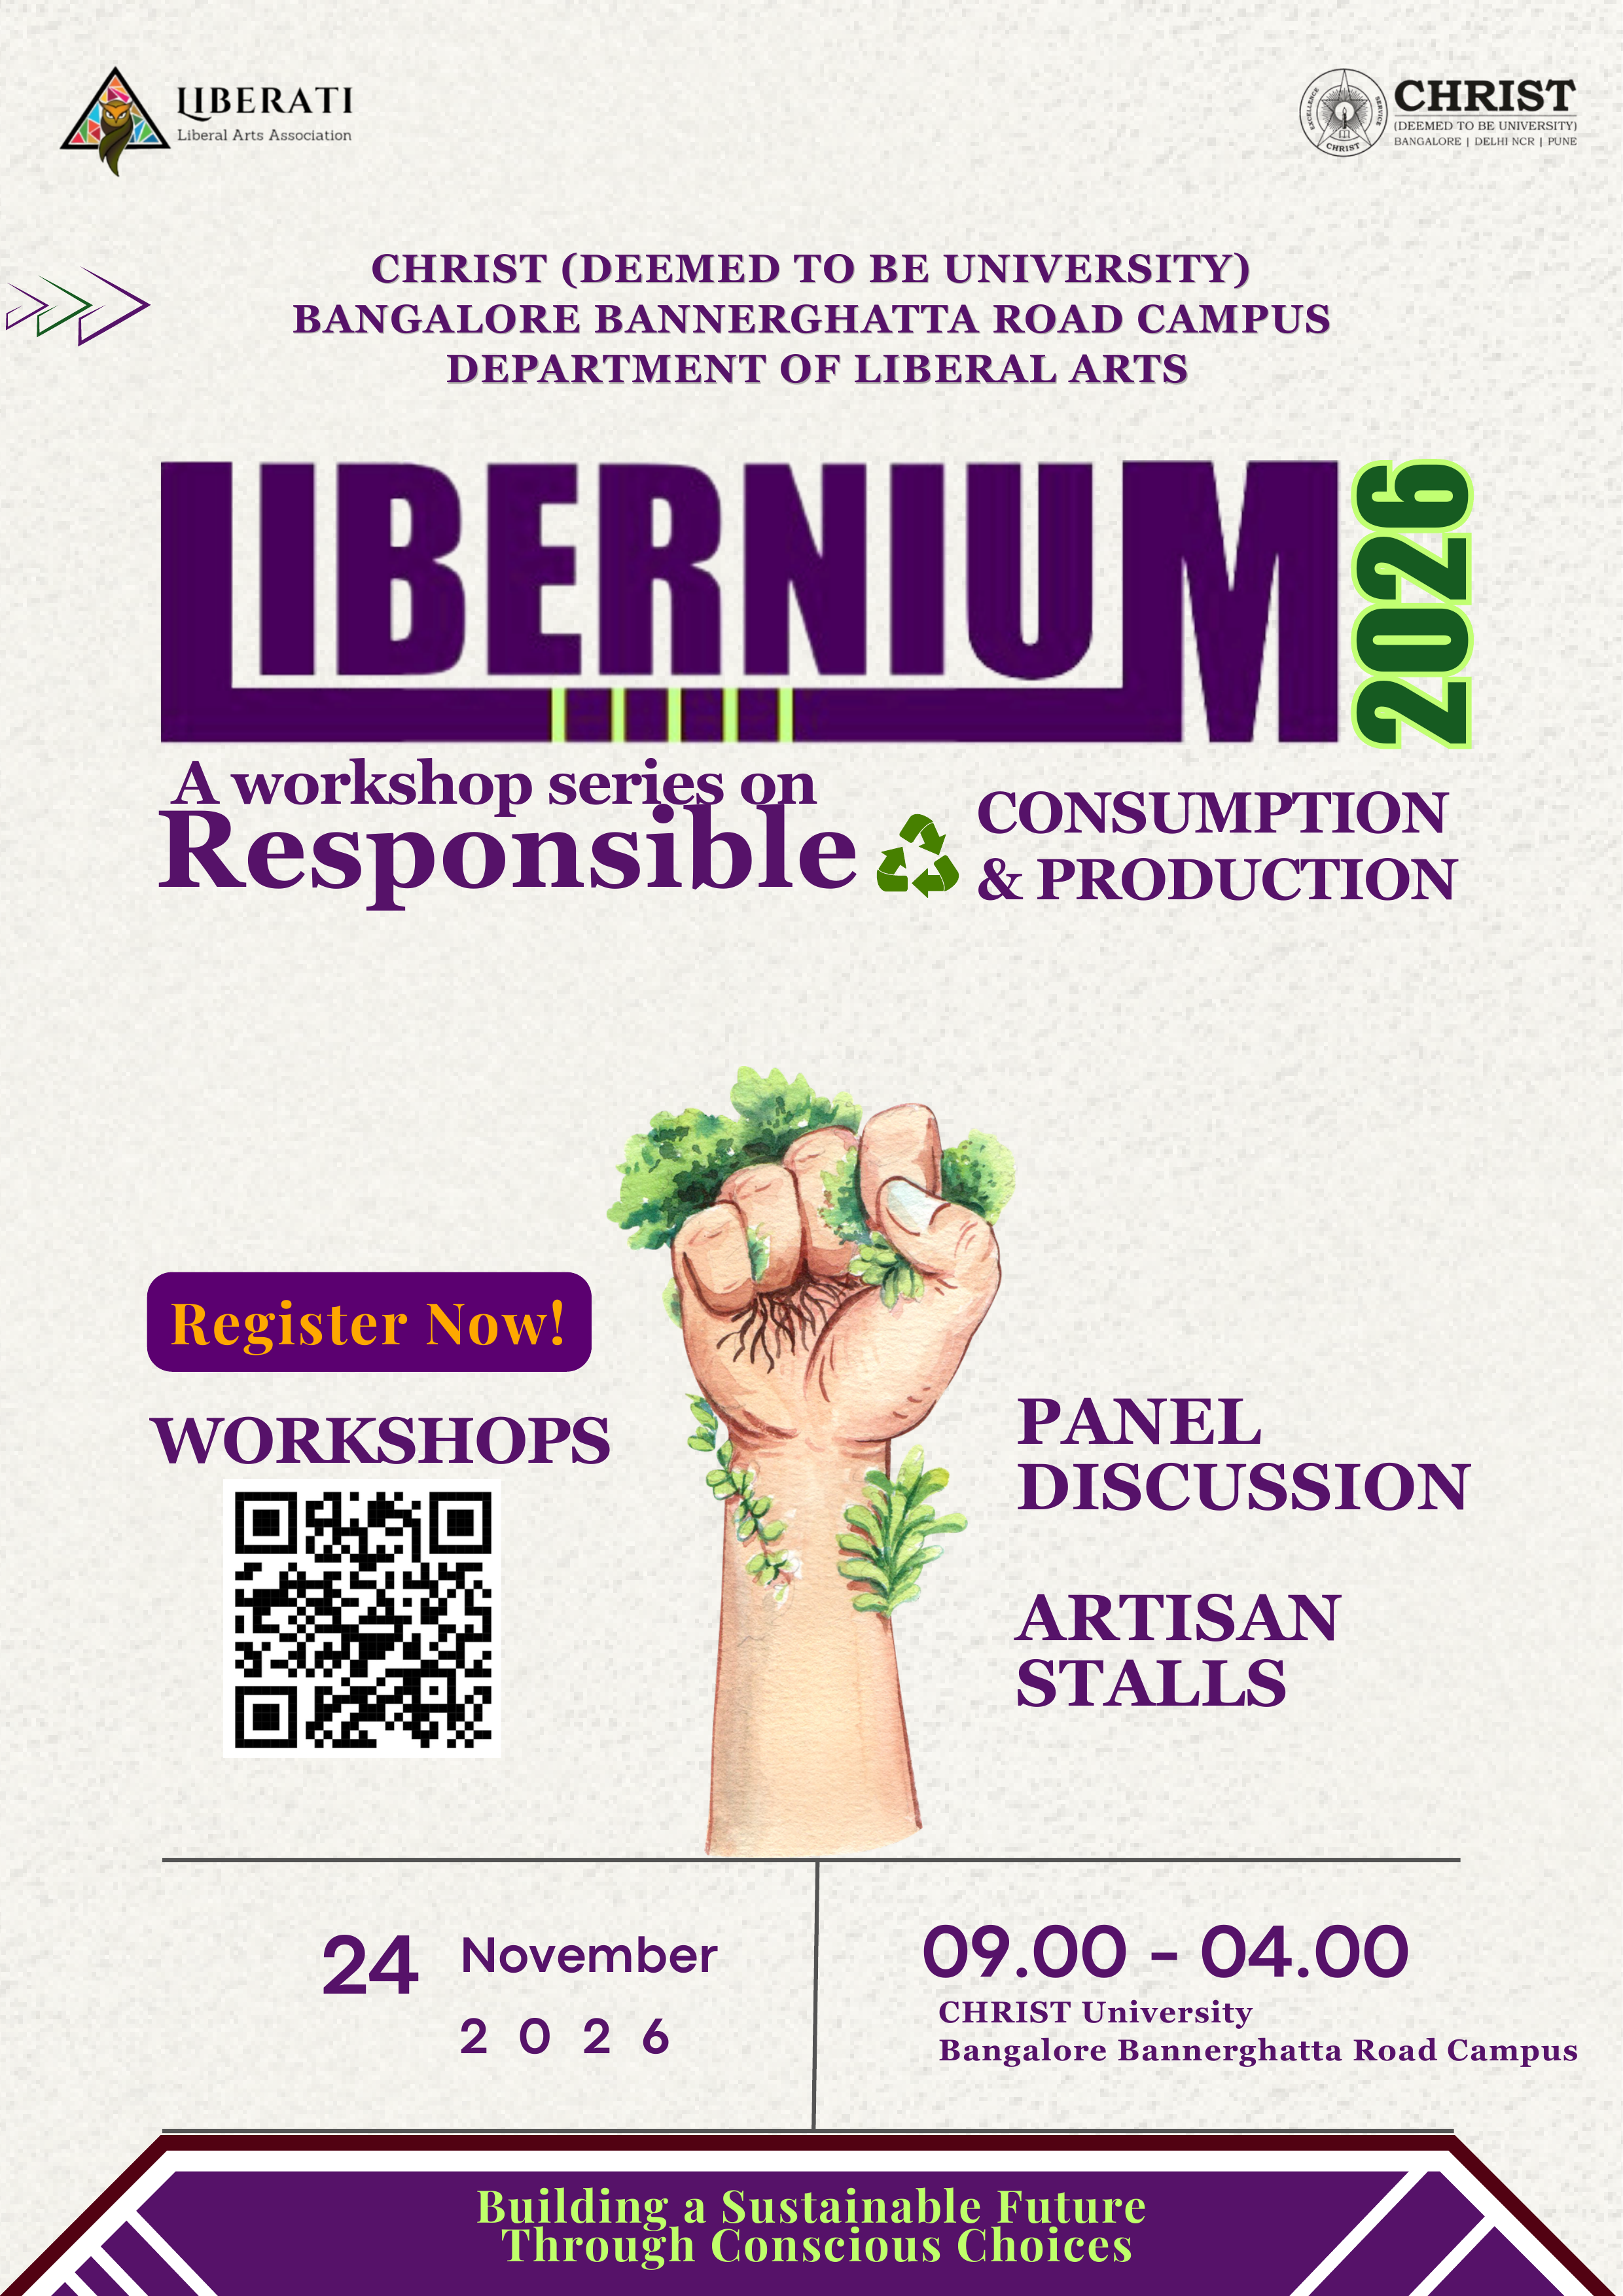 LIBERATI
Liberal Arts Association
EXCELLENCE
SERVICE
CHRIST
CHRIST
(DEEMED TO BE UNIVERSITY)
BANGALORE | DELHI NCR | PUNE
CHRIST (DEEMED TO BE UNIVERSITY)
BANGALORE BANNERGHATTA ROAD CAMPUS
DEPARTMENT OF LIBERAL ARTS
LIBERNIUM
2026
A workshop series on
Responsible
CONSUMPTION
& PRODUCTION
Register Now!
WORKSHOPS
PANEL
DISCUSSION
ARTISAN
STALLS
24 November
2026
09.00 - 04.00
CHRIST University
Bangalore Bannerghatta Road Campus
Building a Sustainable Future
Through Conscious Choices